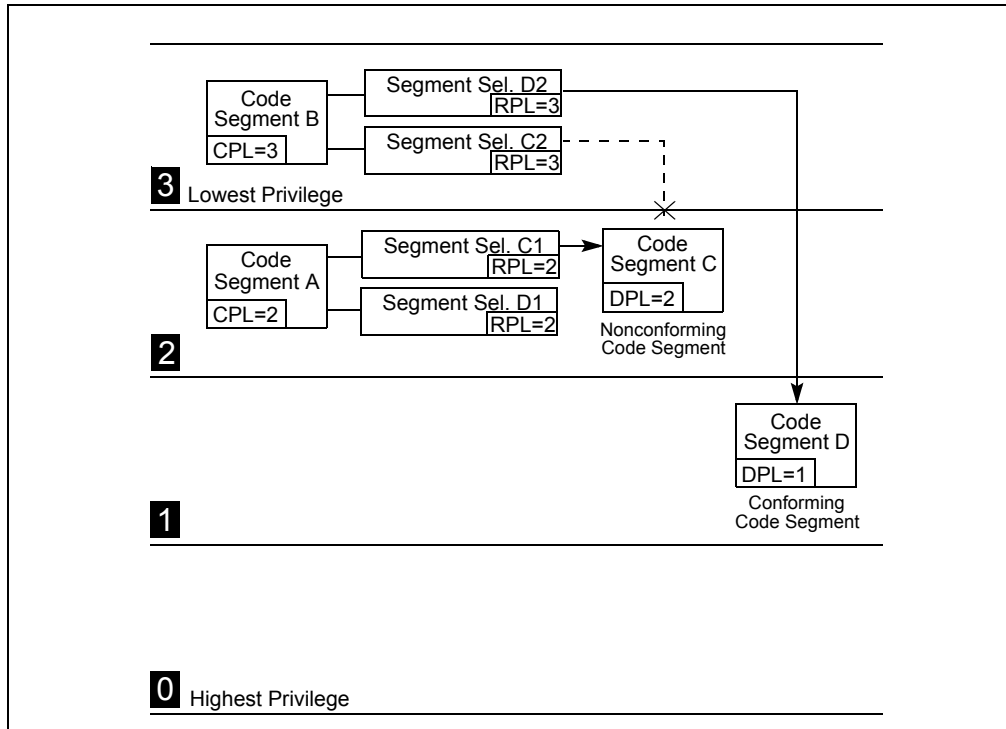 Code
Segment B
CPL=3
Segment Sel. D2
RPL=3
Segment Sel. C2
RPL=3
3 Lowest Privilege
Code
Segment A
CPL=2
Segment Sel. C1
RPL=2
Segment Sel. D1
RPL=2
Code
Segment C
DPL=2
Nonconforming
Code Segment
2
Code
Segment D
DPL=1
Conforming
Code Segment
1
0 Highest Privilege